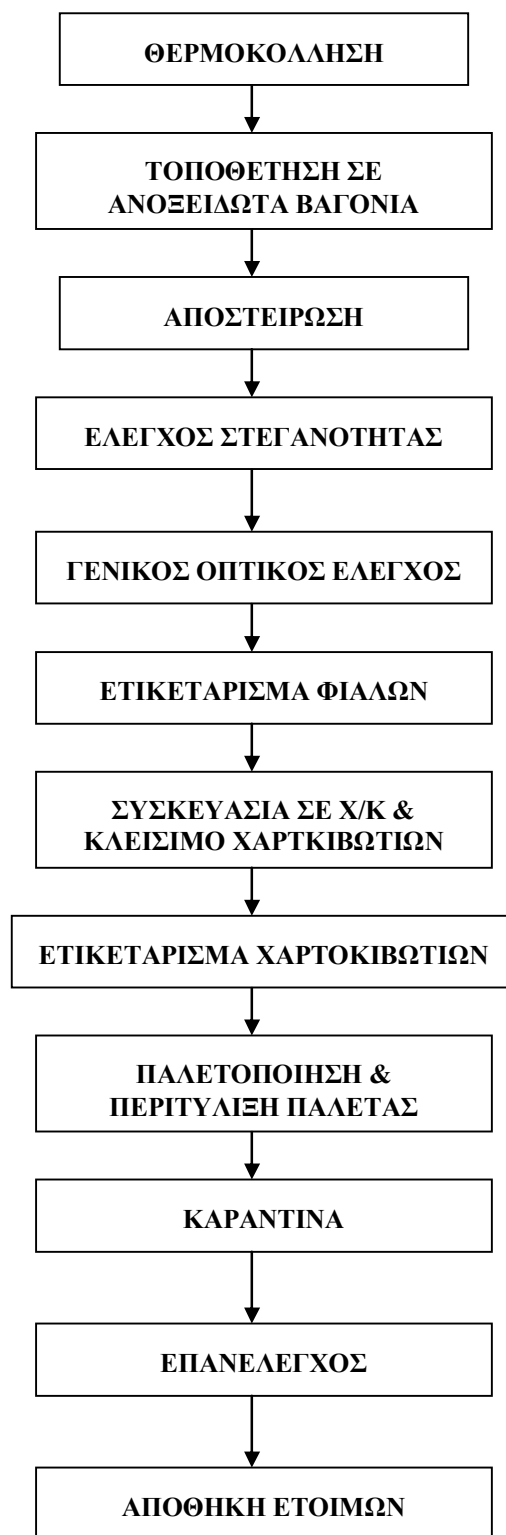 ΘΕΡΜΟΚΟΛΛΗΣΗ
ΤΟΠΟΘΕΤΗΣΗ ΣΕ
ΑΝΟΞΕΙΔΩΤΑ ΒΑΓΟΝΙΑ
ΑΠΟΣΤΕΙΡΩΣΗ
ΕΛΕΓΧΟΣ ΣΤΕΓΑΝΟΤΗΤΑΣ
ΓΕΝΙΚΟΣ ΟΠΤΙΚΟΣ ΕΛΕΓΧΟΣ
ΕΤΙΚΕΤΑΡΙΣΜΑ ΦΙΑΛΩΝ
ΣΥΣΚΕΥΑΣΙΑ ΣΕ Χ/Κ &
ΚΛΕΙΣΙΜΟ ΧΑΡΤΚΙΒΩΤΙΩΝ
ΕΤΙΚΕΤΑΡΙΣΜΑ ΧΑΡΤΟΚΙΒΩΤΙΩΝ
ΠΑΛΕΤΟΠΟΙΗΣΗ &
ΠΕΡΙΤΥΛΙΞΗ ΠΑΛΕΤΑΣ
ΚΑΡΑΝΤΙΝΑ
ΕΠΑΝΕΛΕΓΧΟΣ
ΑΠΟΘΗΚΗ ΕΤΟΙΜΩΝ